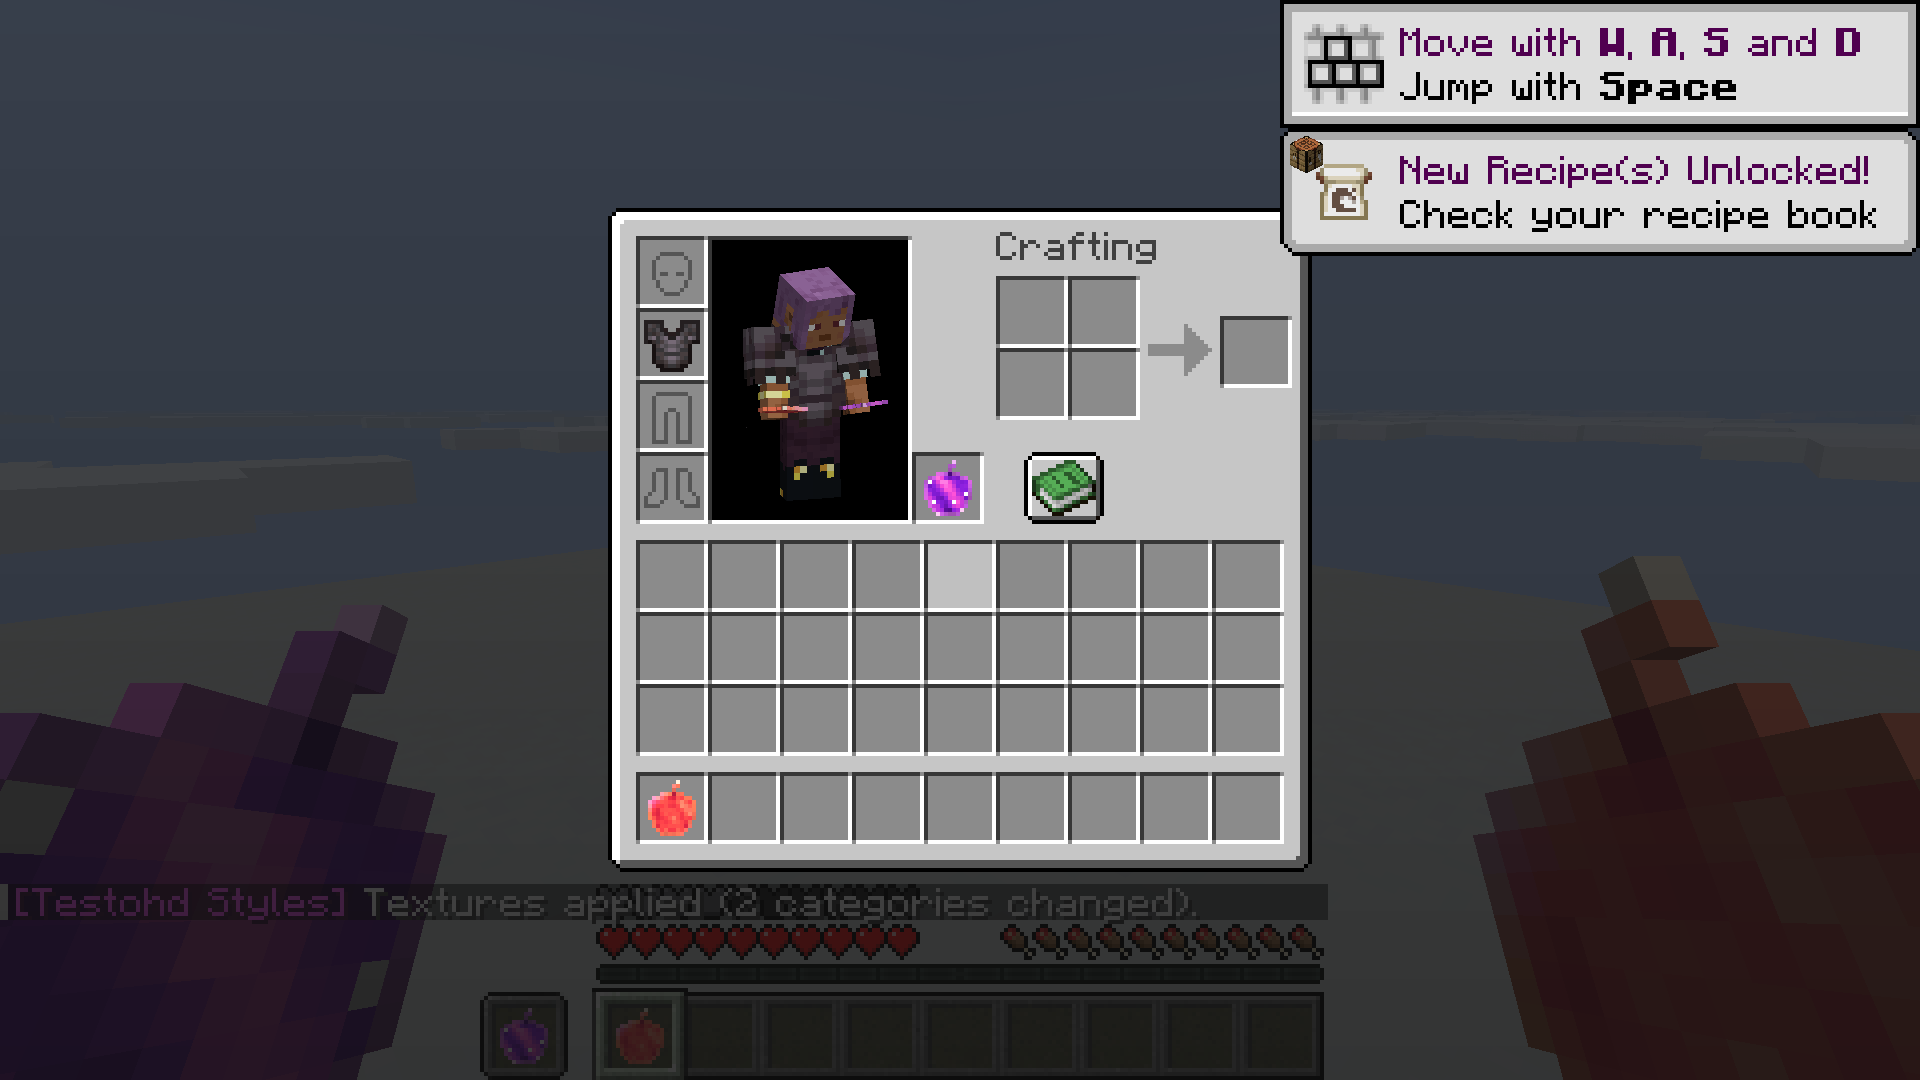 Move with W, A, S and D
Jump with Space
New Recipe(s) Unlocked!
Check your recipe book
Crafting
[Testohd Styles] Textures applied (2 categories changed).